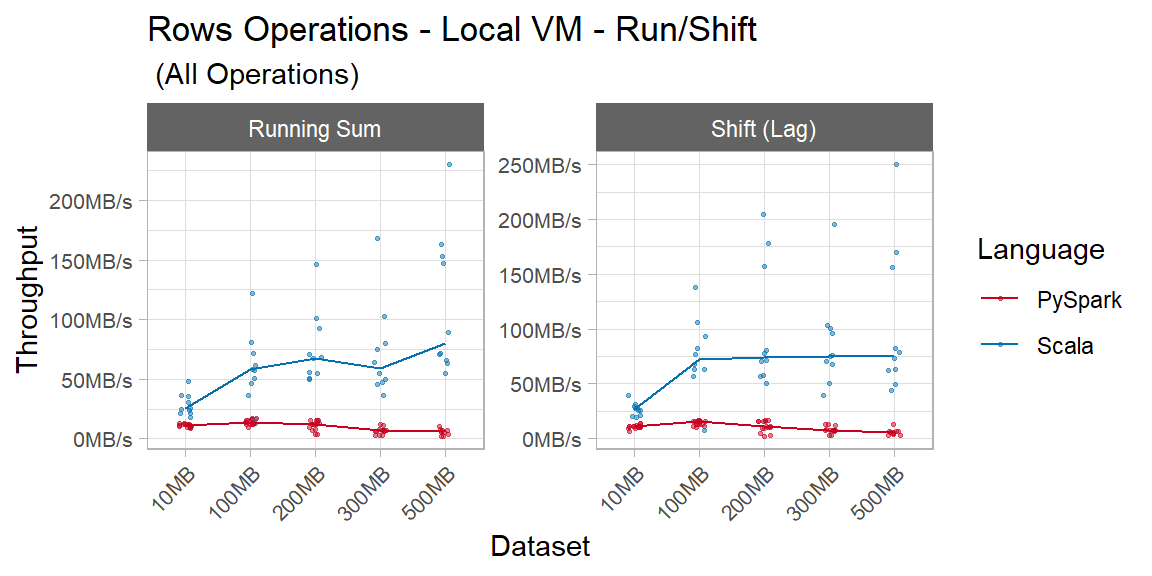 Rows Operations - Local VM - Run/Shift
(All Operations)
Running Sum
Shift (Lag)
Throughput
200MB/s
150MB/s
100MB/s
50MB/s
0MB/s
250MB/s
200MB/s
150MB/s
100MB/s
50MB/s
0MB/s
10MB
100MB
200MB
300MB
500MB
10MB
100MB
200MB
300MB
500MB
Dataset
Language
PySpark
Scala